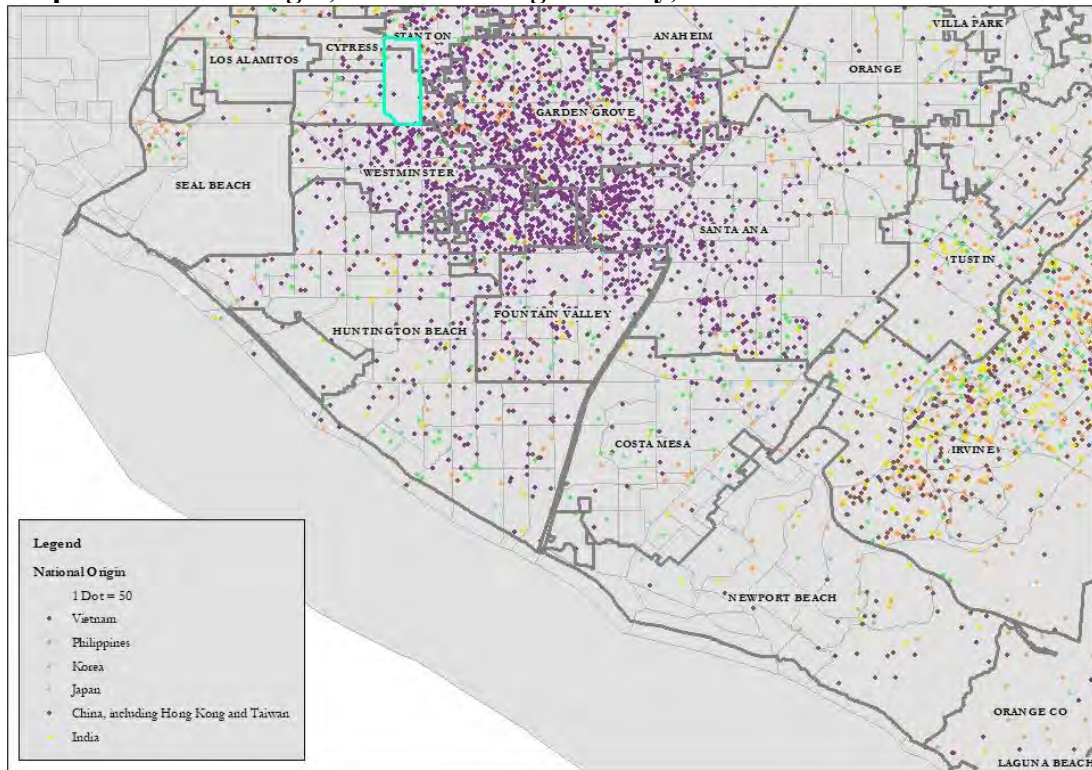 STANTON
ANAHEIM
VILLA PARK
CYPRESS
LOS ALAMITOS
ORANGE
GARDEN GROVE
WESTMINSTER
SEAL BEACH
SANTA ANA
TUSTIN
FOUNTAIN VALLEY
HUNTINGTON BEACH
COSTA MESA
IRVINE
NEWPORT BEACH
ORANGE CO
LAGUNA BEACH
Legend
National Origin
1 Dot = 50
Vietnam
Philippines
Korea
Japan
China, including Hong Kong and Taiwan
India